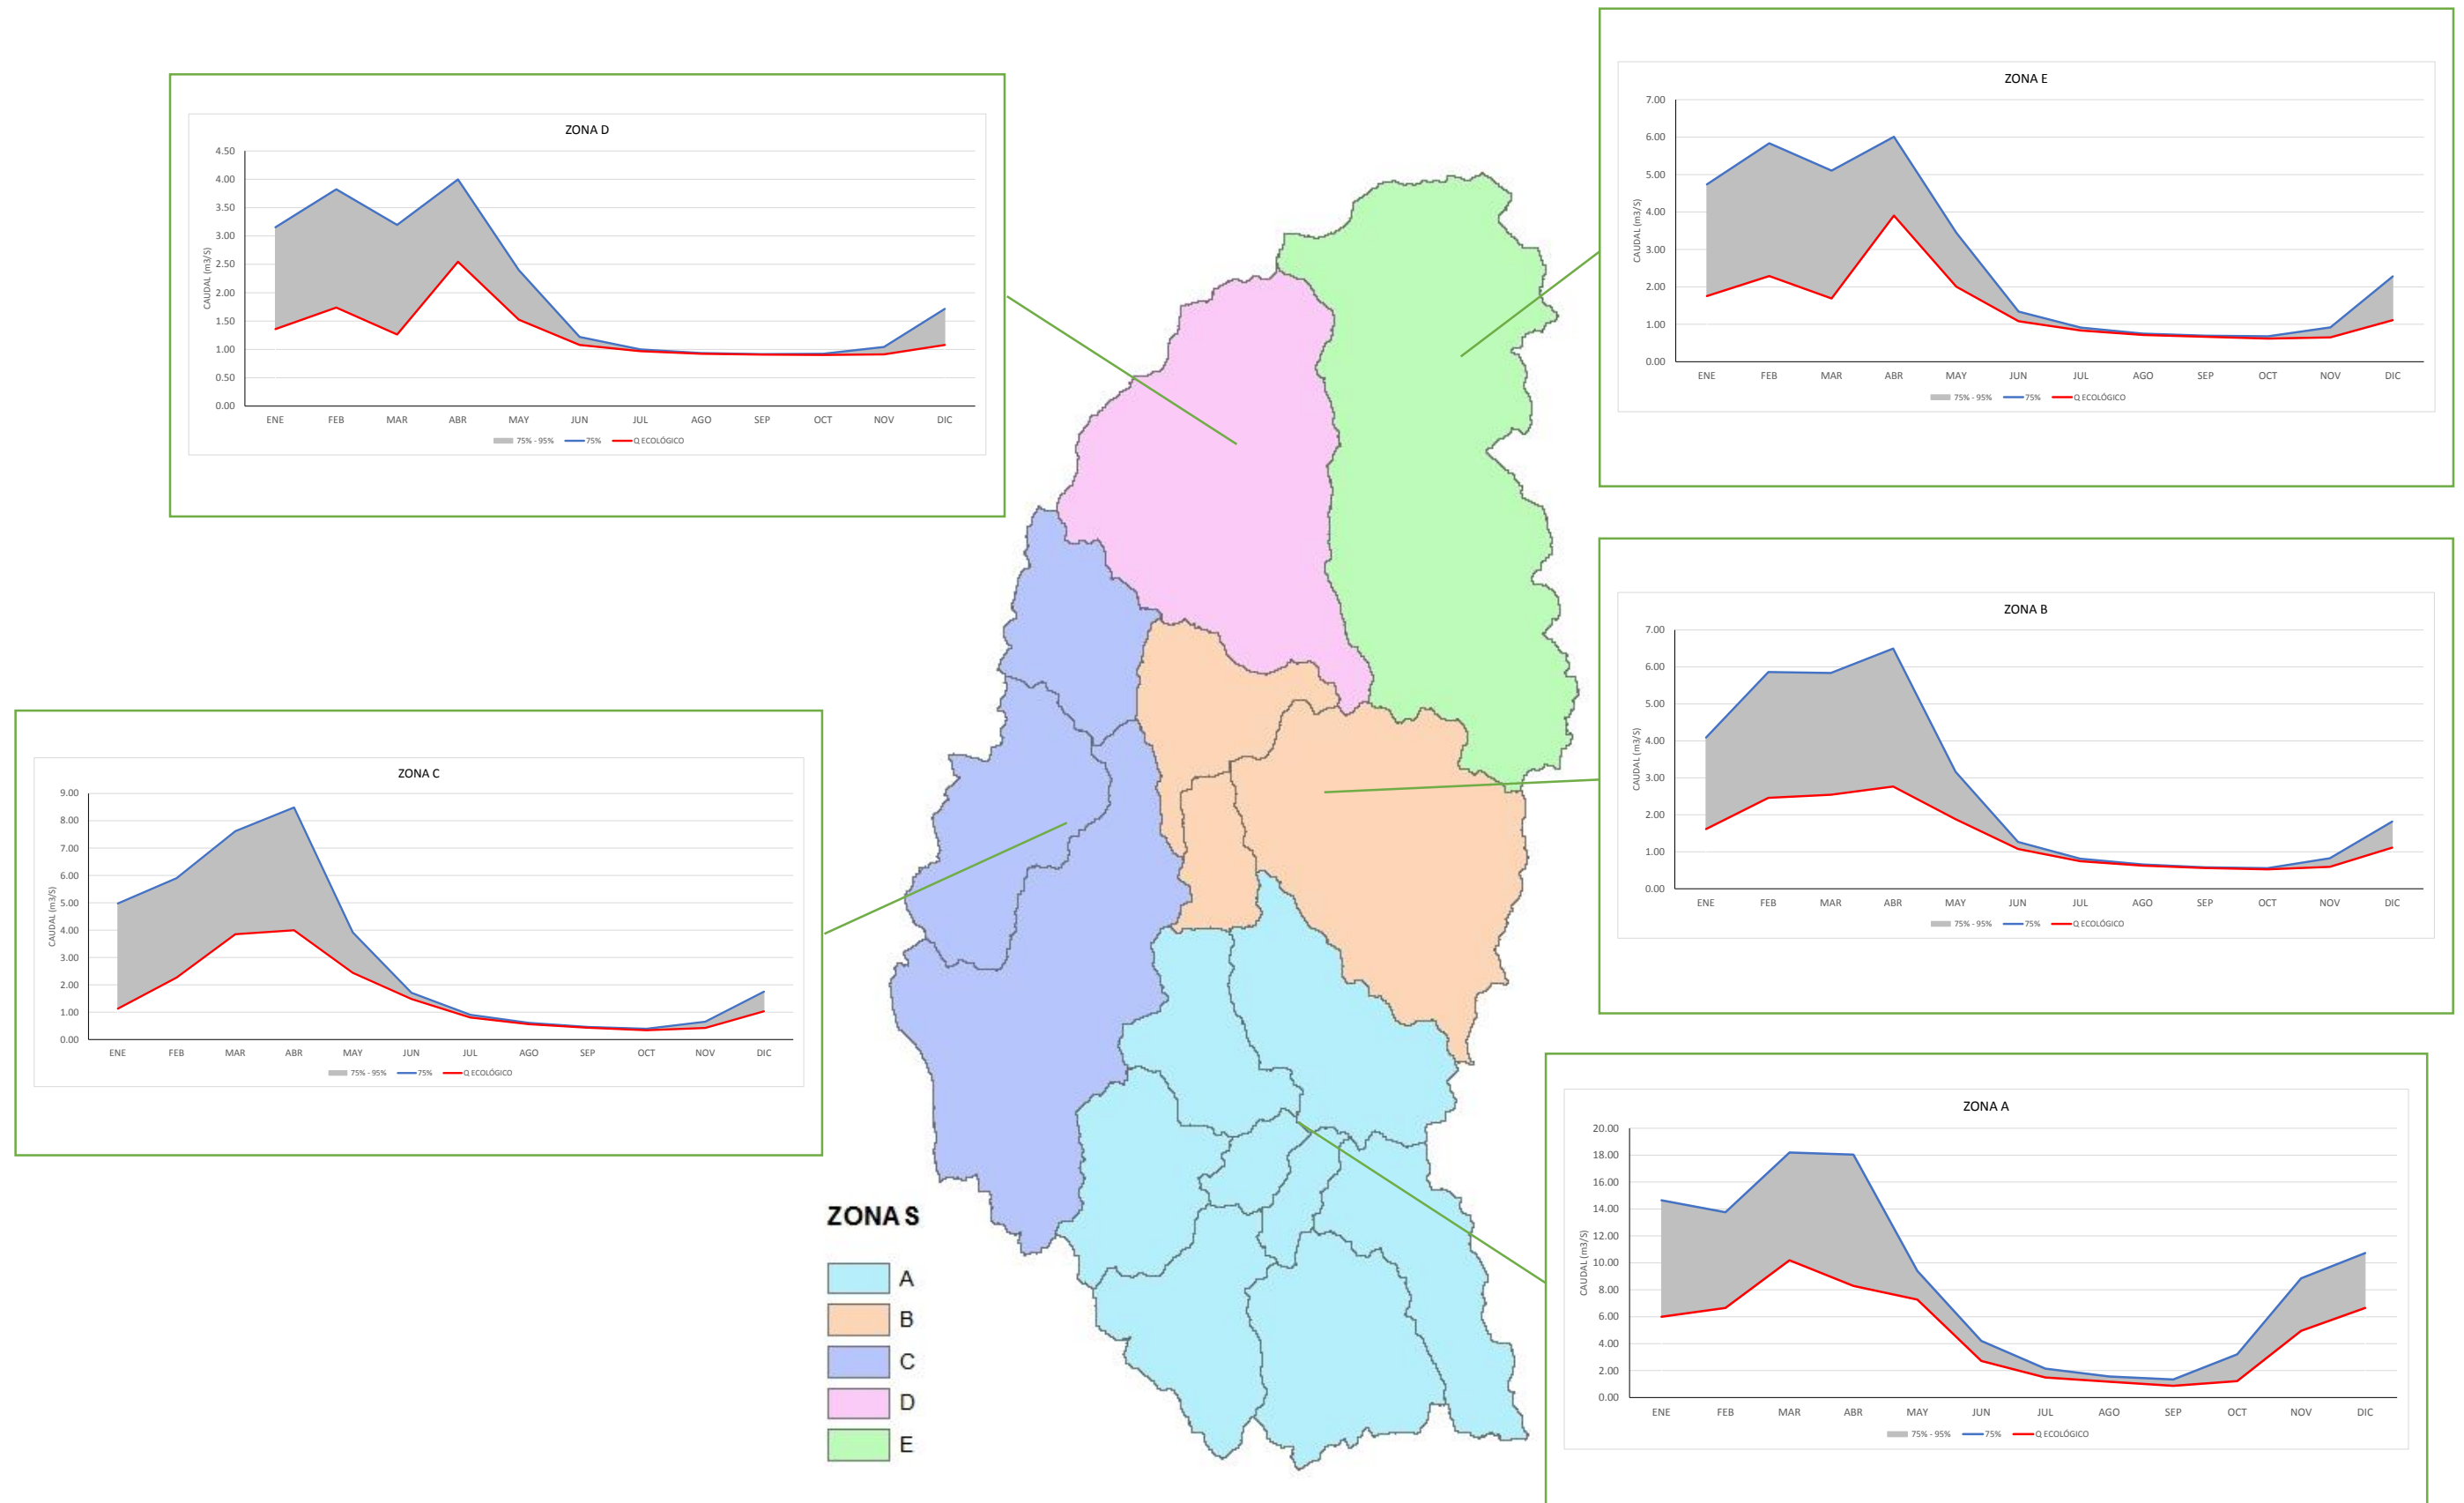 ZONA D
4.50
4.00
3.50
3.00
2.50
2.00
1.50
1.00
0.50
0.00
CAUDAL (m3/S)
ENE FEB MAR ABR MAY JUN JUL AGO SEP OCT NOV DIC
75% - 95% 75% Q ECOLÓGICO
ZONA E
7.00
6.00
5.00
4.00
3.00
2.00
1.00
0.00
CAUDAL (m3/S)
ENE FEB MAR ABR MAY JUN JUL AGO SEP OCT NOV DIC
75% - 95% 75% Q ECOLÓGICO
ZONA B
7.00
6.00
5.00
4.00
3.00
2.00
1.00
0.00
CAUDAL (m3/S)
ENE FEB MAR ABR MAY JUN JUL AGO SEP OCT NOV DIC
75% - 95% 75% Q ECOLÓGICO
ZONA C
9.00
8.00
7.00
6.00
5.00
4.00
3.00
2.00
1.00
0.00
CAUDAL (m3/S)
ENE FEB MAR ABR MAY JUN JUL AGO SEP OCT NOV DIC
75% - 95% 75% Q ECOLÓGICO
ZONA A
20.00
18.00
16.00
14.00
12.00
10.00
8.00
6.00
4.00
2.00
0.00
CAUDAL (m3/S)
ENE FEB MAR ABR MAY JUN JUL AGO SEP OCT NOV DIC
75% - 95% 75% Q ECOLÓGICO
ZONA S
A
B
C
D
E